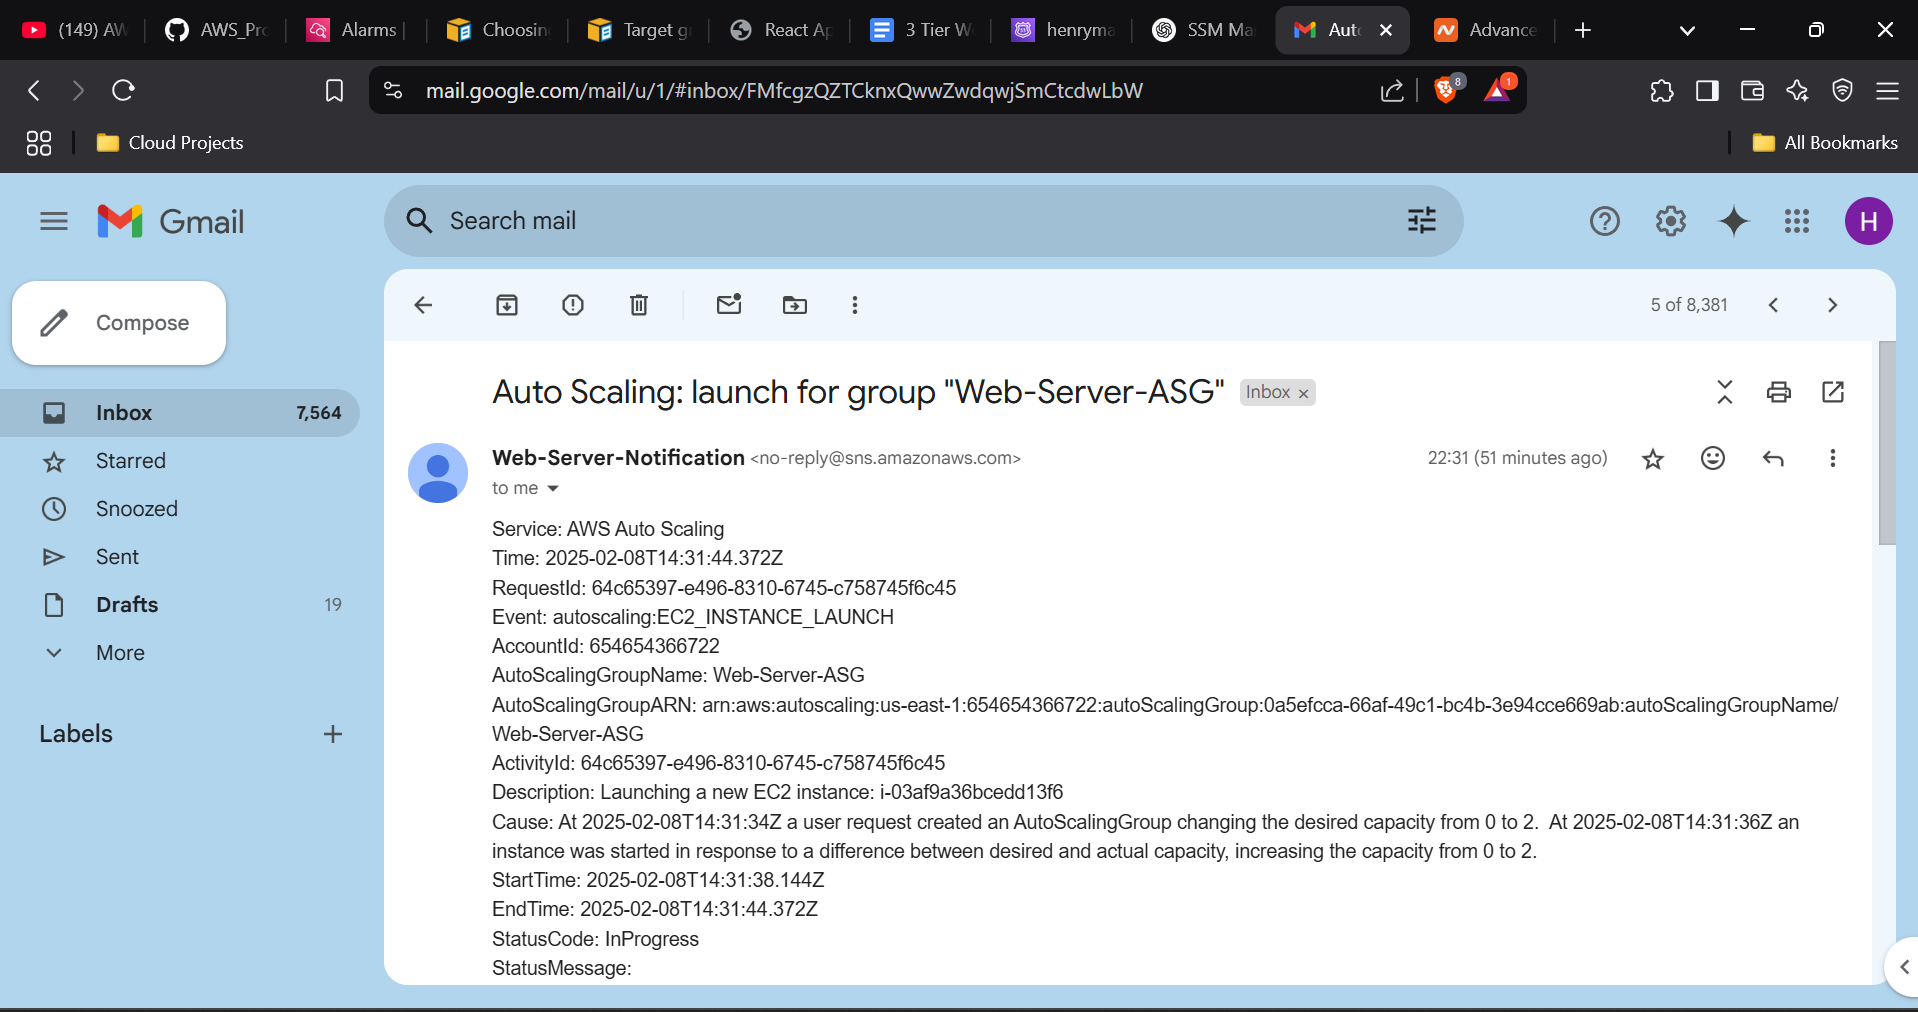 (149) AW
AWS_Pro
Alarms |
Choosin
Target g
React Ap
3 Tier W
henryma
SSM Ma
Aut
Advance
mail.google.com/mail/u/1/#inbox/FMfcgzQZTCknxQwwZwdqwjSmCtcdwLbW
8
1
Cloud Projects
All Bookmarks
Gmail
Search mail
H
Compose
5 of 8,381
Inbox 7,564
Starred
Snoozed
Sent
Drafts 19
More
Labels
Auto Scaling: launch for group "Web-Server-ASG" Inbox ×
Web-Server-Notification <no-reply@sns.amazonaws.com> 22:31 (51 minutes ago)
to me
Service: AWS Auto Scaling
Time: 2025-02-08T14:31:44.372Z
RequestId: 64c65397-e496-8310-6745-c758745f6c45
Event: autoscaling:EC2_INSTANCE_LAUNCH
AccountId: 654654366722
AutoScalingGroupName: Web-Server-ASG
AutoScalingGroupARN: arn:aws:autoscaling:us-east-1:654654366722:autoScalingGroup:0a5efcca-66af-49c1-bc4b-3e94cce669ab:autoScalingGroupName/
Web-Server-ASG
ActivityId: 64c65397-e496-8310-6745-c758745f6c45
Description: Launching a new EC2 instance: i-03af9a36bcedd13f6
Cause: At 2025-02-08T14:31:34Z a user request created an AutoScalingGroup changing the desired capacity from 0 to 2.  At 2025-02-08T14:31:36Z an
instance was started in response to a difference between desired and actual capacity, increasing the capacity from 0 to 2.
StartTime: 2025-02-08T14:31:38.144Z
EndTime: 2025-02-08T14:31:44.372Z
StatusCode: InProgress
StatusMessage: